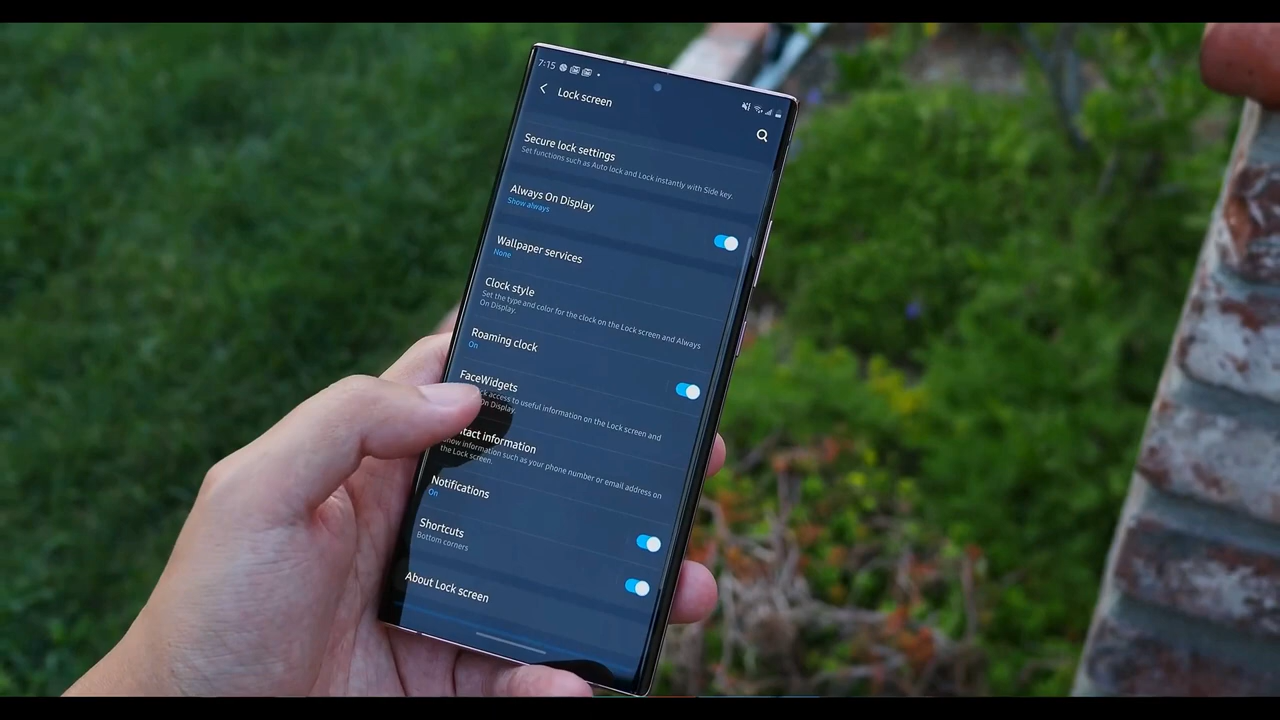 7:15
Lock screen
Secure lock settings
Set functions such as Auto lock and Lock instantly with Side key.
Always On Display
Show always
Wallpaper services
None
Clock style
Set the type and color for the clock on the Lock screen and Always
On Display.
Roaming clock
On
FaceWidgets
access to useful information on the Lock screen and
On Display.
information
information such as your phone number or email address on
the Lock screen.
Notifications
On
Shortcuts
Bottom corners
About Lock screen